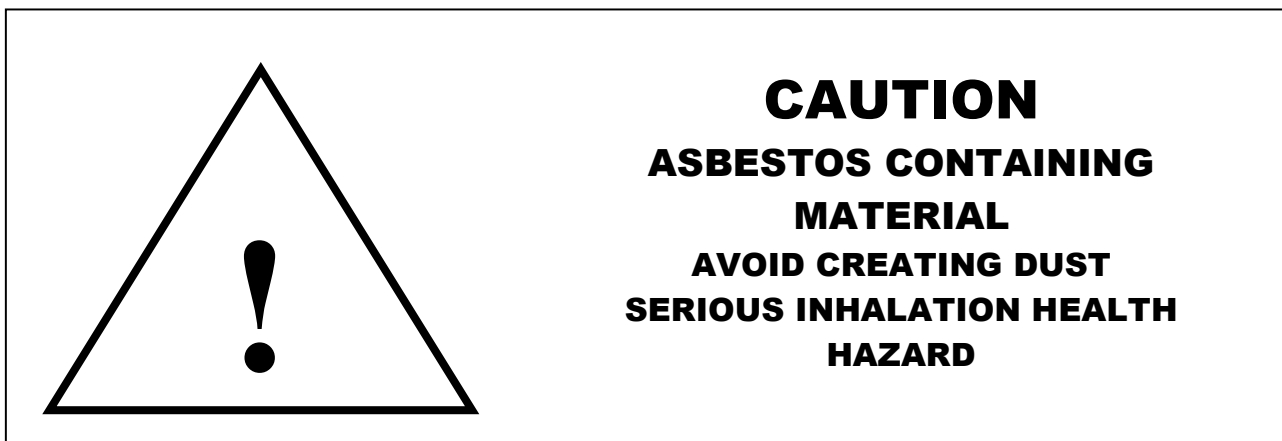 !
CAUTION
ASBESTOS CONTAINING
MATERIAL
AVOID CREATING DUST
SERIOUS INHALATION HEALTH
HAZARD